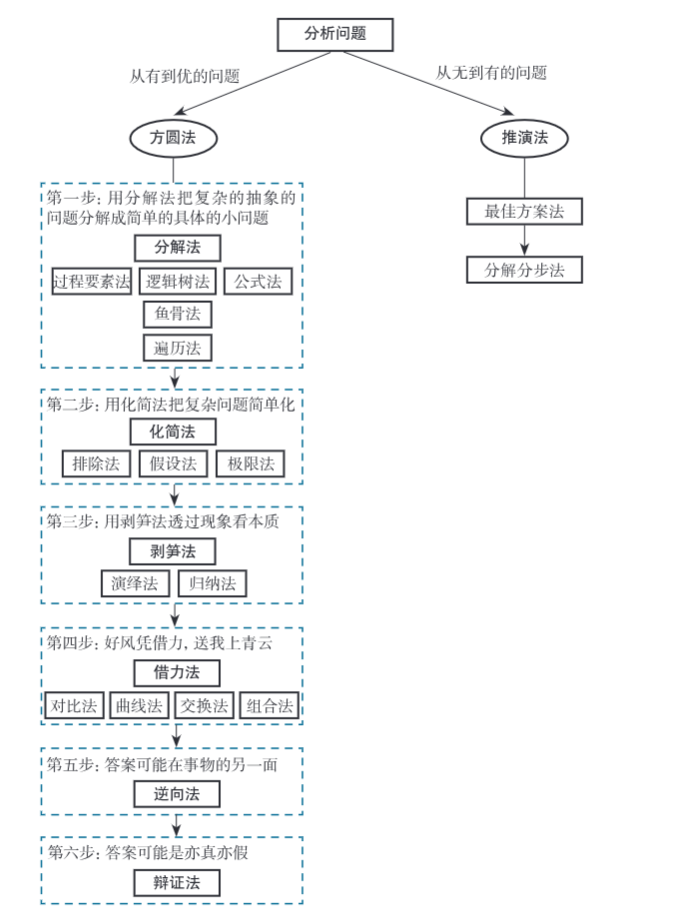 分析问题
从有到优的问题
从无到有的问题
方圆法
推演法
第一步：用分解法把复杂的抽象的
问题分解成简单的具体的小问题
分解法
过程要素法 逻辑树法 公式法
鱼骨法
遍历法
最佳方案法
分解分步法
第二步：用化简法把复杂问题简单化
化简法
排除法 假设法 极限法
第三步：用剥笋法透过现象看本质
剥笋法
演绎法 归纳法
第四步：好风凭借力，送我上青云
借力法
对比法 曲线法 交换法 组合法
第五步：答案可能在事物的另一面
逆向法
第六步：答案可能是亦真亦假
辩证法